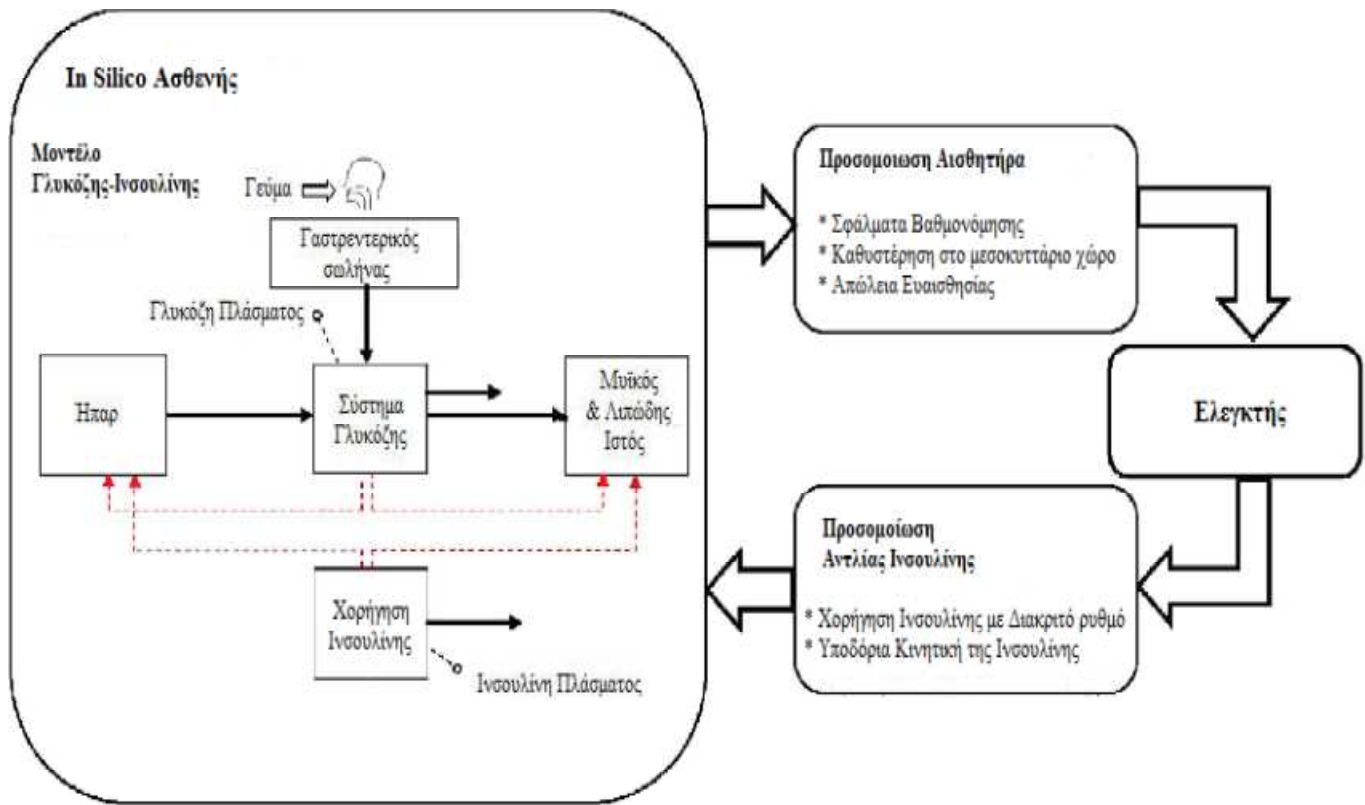 In Silico Ασθενής
Μοντέλο
Γλυκόζης-Ινσουλίνης
Γεύμα
Γαστρεντερικός
σωλήνας
Γλυκόζη Πλάσματος
Ήπαρ
Σύστημα
Γλυκόζης
Μυϊκός
& Λιπώδης
Ιστός
Χορήγηση
Ινσουλίνης
Ινσουλίνη Πλάσματος
Προσομοιωση Αισθητήρα
* Σφάλματα Βαθμονόμησης
* Καθυστέρηση στο μεσοκυττάριο χώρο
* Απώλεια Ευαισθησίας
Ελεγκτής
Προσομοίωση
Αντλίας Ινσουλίνης
* Χορήγηση Ινσουλίνης με Διακριτό ρυθμό
* Υποδόρια Κινητική της Ινσουλίνης